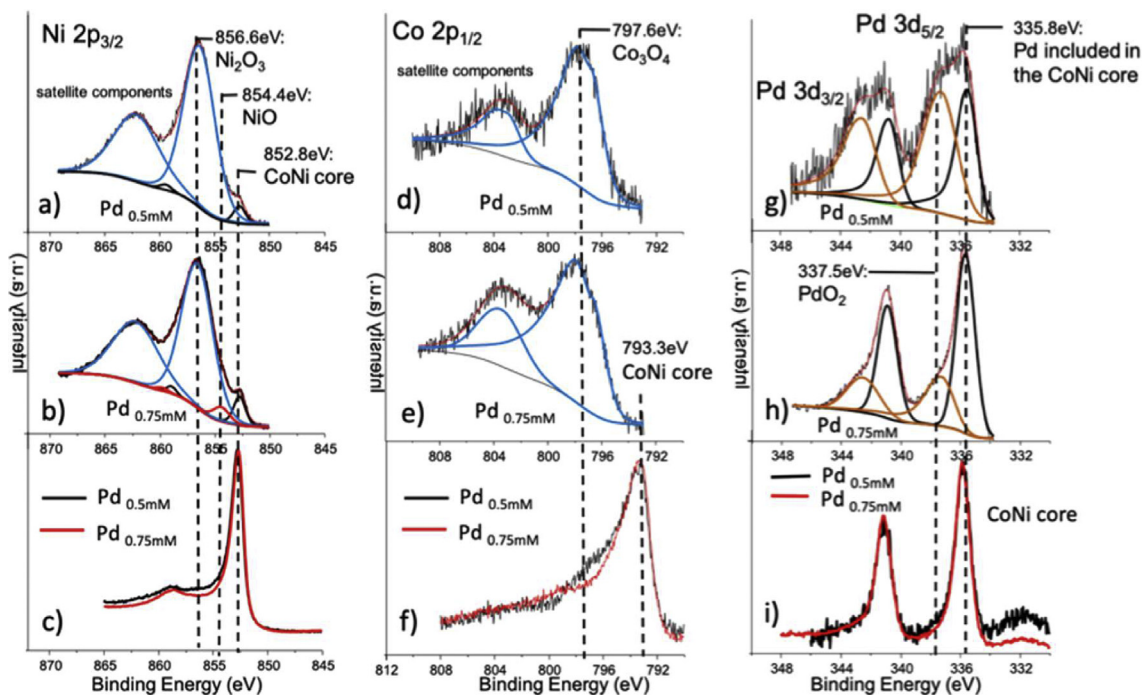 Ni 2p3/2
856.6eV:
Ni2O3
satellite components
854.4eV:
NiO
852.8eV:
CoNi core
a)
Pd 0.5mM
870 865 860 855 850 845
b)
Pd 0.75mM
870 865 860 855 850 845
Pd 0.5mM
Pd 0.75mM
c)
870 865 860 855 850 845
Binding Energy (eV)
Intensity (a.u.)
Co 2p1/2
797.6eV:
Co3O4
satellite components
d)
Pd 0.5mM
808 804 800 796 792
793.3eV
CoNi core
e)
Pd 0.75mM
808 804 800 796 792
Pd 0.5mM
Pd 0.75mM
f)
812 808 804 800 796 792
Binding Energy (eV)
Intensity (a.u.)
Pd 3d5/2
335.8eV:
Pd included in
the CoNi core
Pd 3d3/2
g)
Pd 0.5mM
348 344 340 336 332
337.5eV:
PdO2
h)
Pd 0.75mM
348 344 340 336 332
Pd 0.5mM
Pd 0.75mM
CoNi core
i)
348 344 340 336 332
Binding Energy (eV)
Intensity (a.u.)